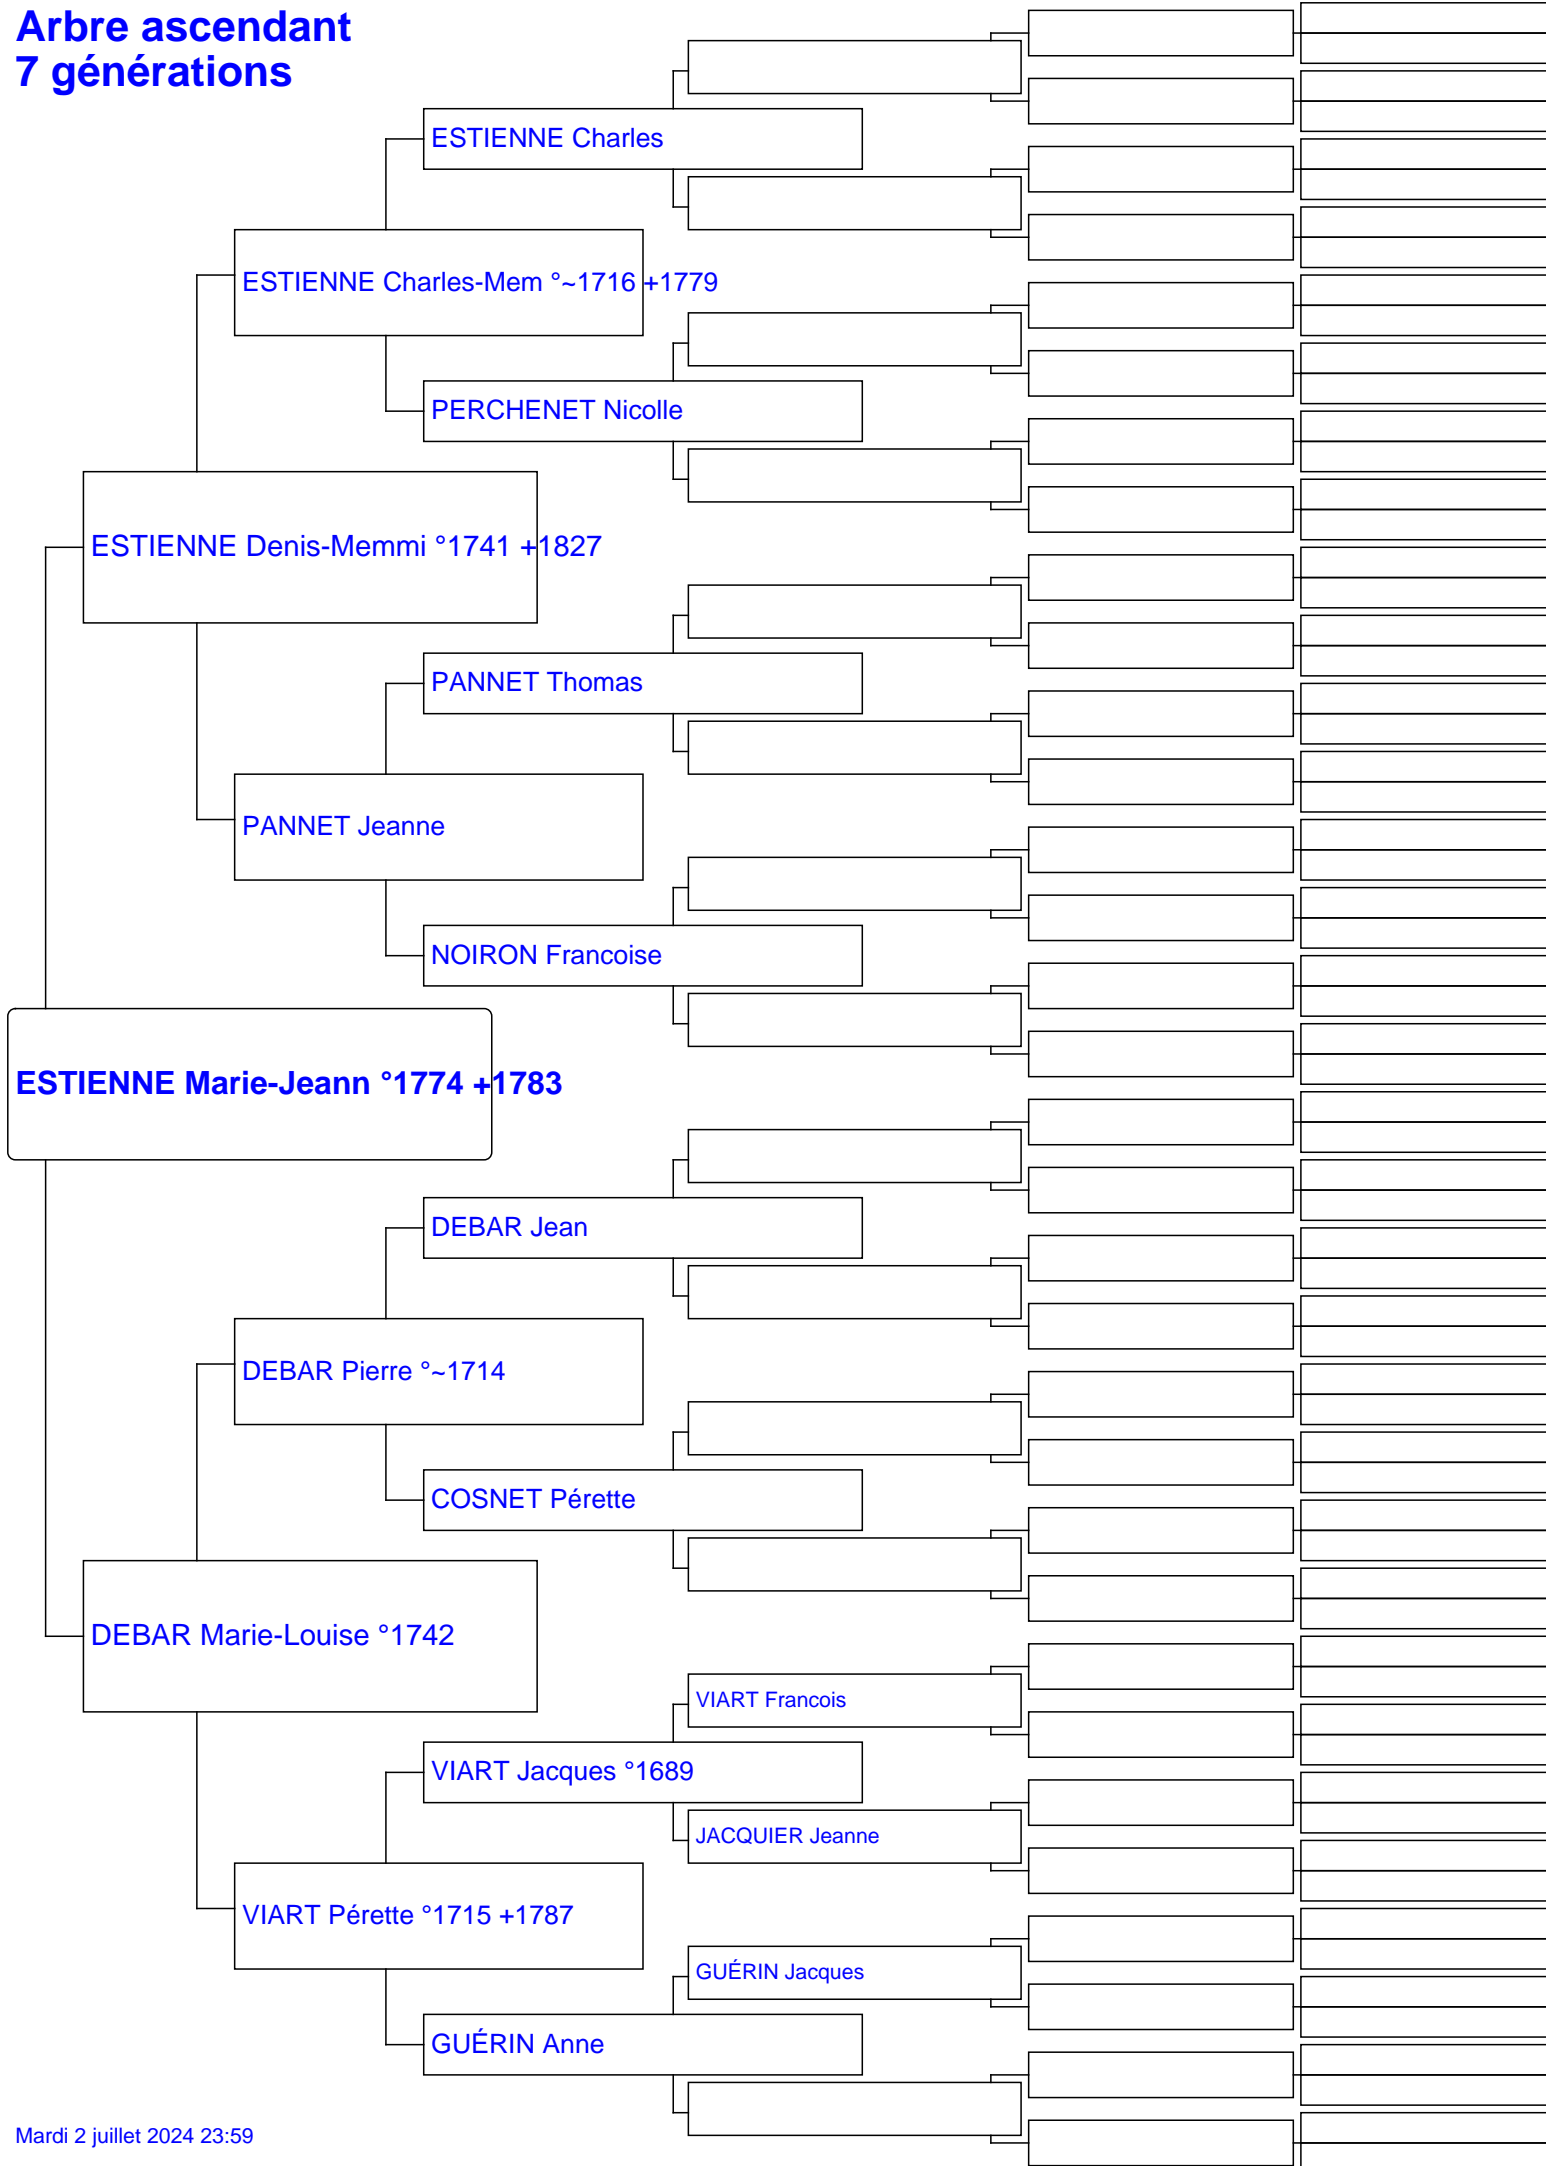 Arbre ascendant
7 générations
ESTIENNE Charles
ESTIENNE Charles-Mem °~1716 +1779
PERCHENET Nicolle
ESTIENNE Denis-Memmi °1741 +1827
PANNET Thomas
PANNET Jeanne
NOIRON Francoise
ESTIENNE Marie-Jeann °1774 +1783
DEBAR Jean
DEBAR Pierre °~1714
COSNET Pérette
DEBAR Marie-Louise °1742
VIART Francois
VIART Jacques °1689
JACQUIER Jeanne
VIART Pérette °1715 +1787
GUÉRIN Jacques
GUÉRIN Anne
Mardi 2 juillet 2024 23:59